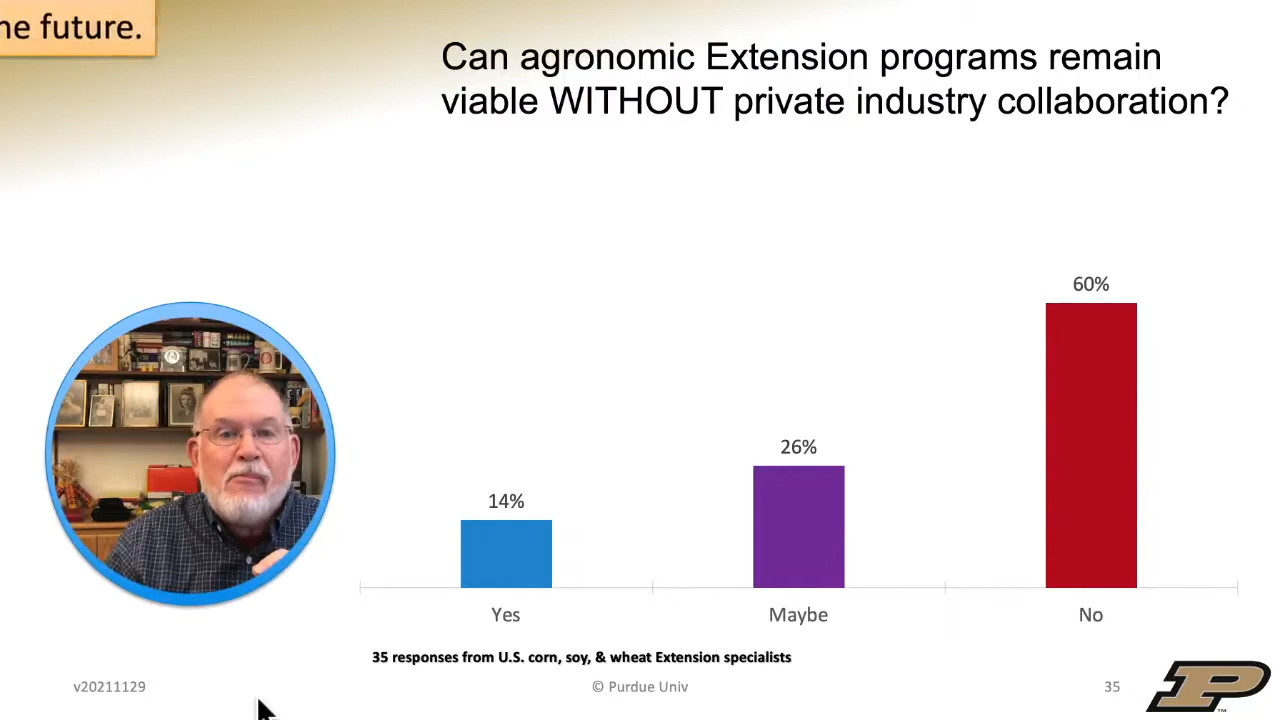 he future.
Can agronomic Extension programs remain
viable WITHOUT private industry collaboration?
60%
26%
14%
Yes
Maybe
No
35 responses from U.S. corn, soy, & wheat Extension specialists
v20211129
© Purdue Univ
35
P
TM